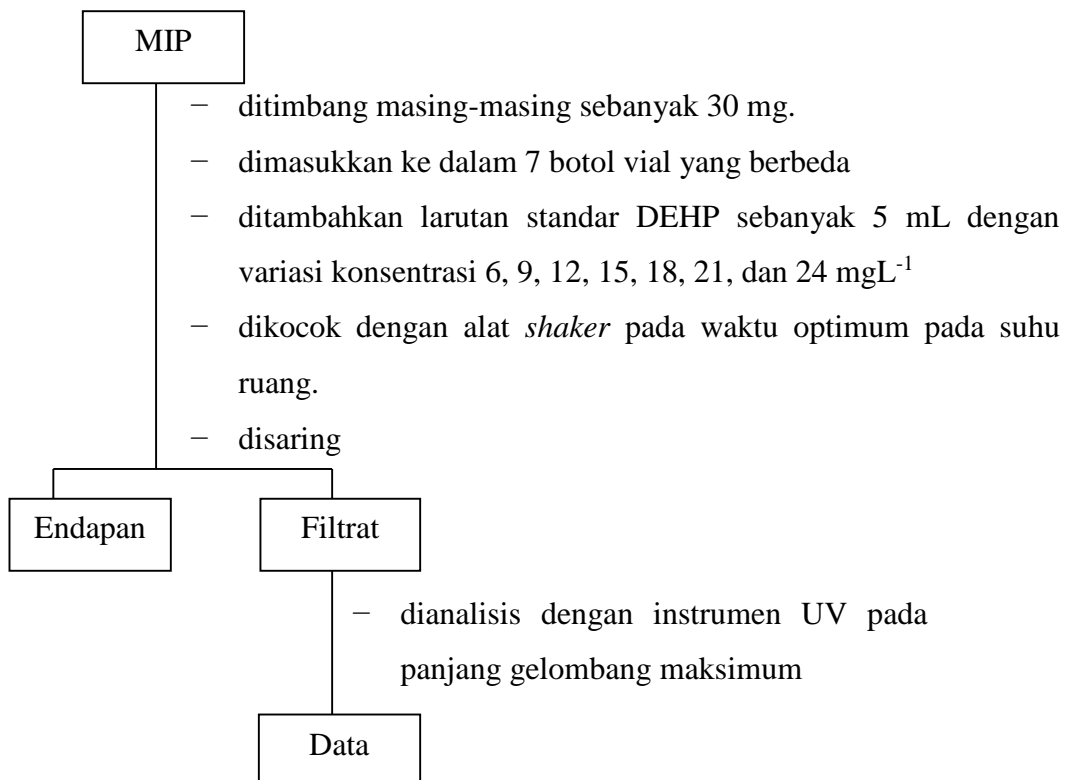 MIP
− ditimbang masing-masing sebanyak 30 mg.
− dimasukkan ke dalam 7 botol vial yang berbeda
− ditambahkan larutan standar DEHP sebanyak 5 mL dengan
variasi konsentrasi 6, 9, 12, 15, 18, 21, dan 24 mgL⁻¹
− dikocok dengan alat shaker pada waktu optimum pada suhu
ruang.
− disaring
Endapan
Filtrat
− dianalisis dengan instrumen UV pada
panjang gelombang maksimum
Data